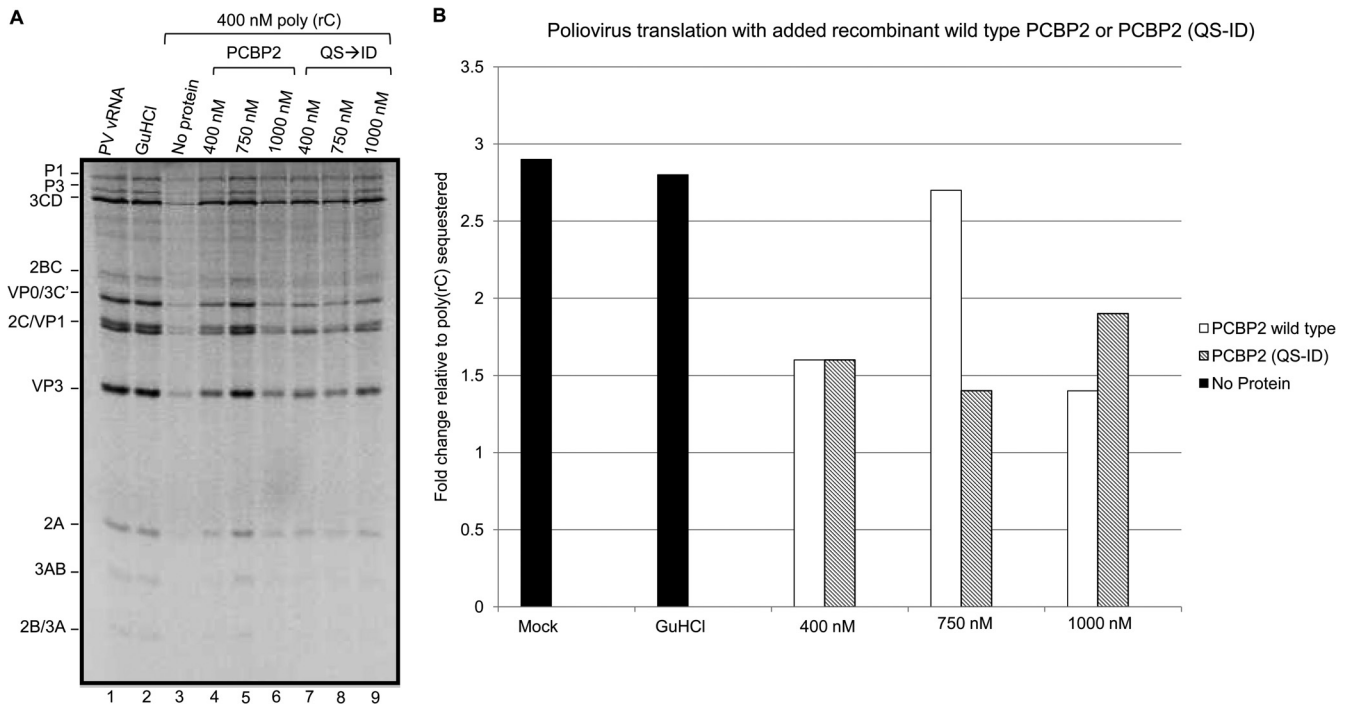 A
400 nM poly (rC)
PCBP2
QS→ID
PV vRNA
GuHCl
No protein
400 nM
750 nM
1000 nM
400 nM
750 nM
1000 nM
P1
P3
3CD
2BC
VP0/3C'
2C/VP1
VP3
2A
3AB
2B/3A
1 2 3 4 5 6 7 8 9
B
Poliovirus translation with added recombinant wild type PCBP2 or PCBP2 (QS-ID)
Fold change relative to poly(rC) sequestered
3.5
3
2.5
2
1.5
1
0.5
0
Mock
GuHCl
400 nM
750 nM
1000 nM
PCBP2 wild type
PCBP2 (QS-ID)
No Protein